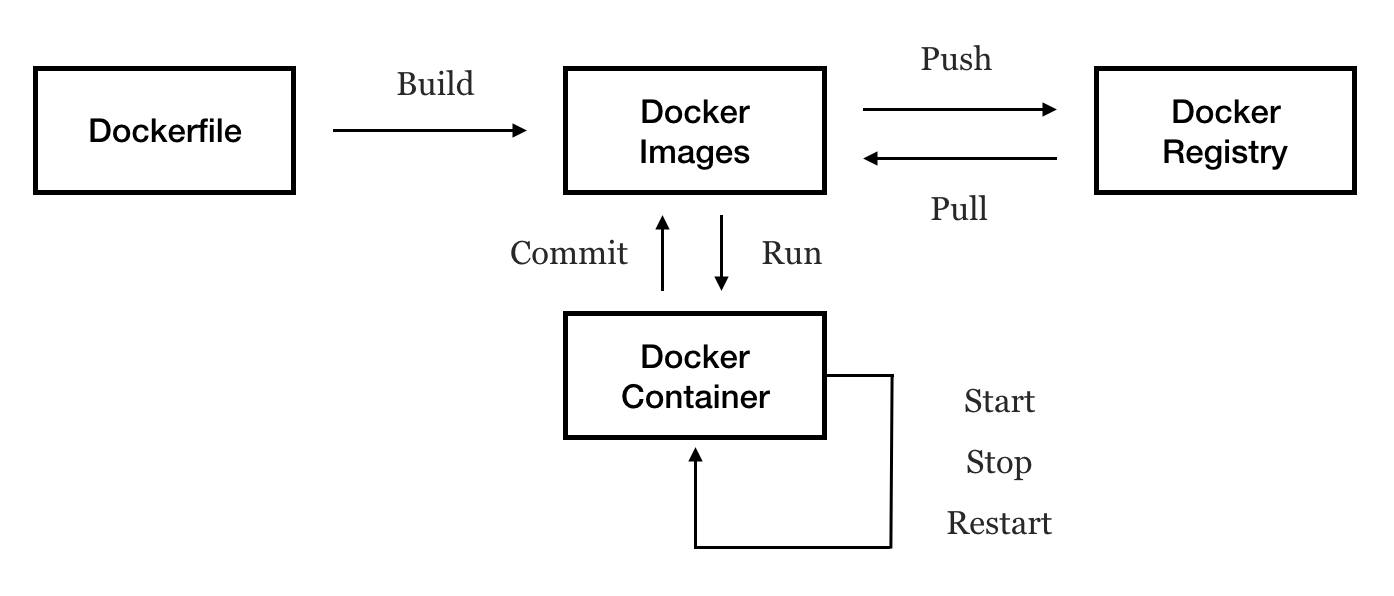 Push
Build
Dockerfile
Docker
Images
Docker
Registry
Pull
Commit
Run
Docker
Container
Start
Stop
Restart